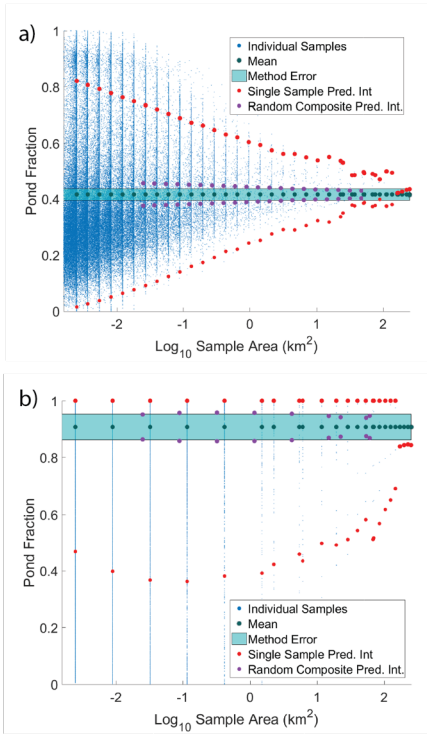 a)
1
0.8
0.6
0.4
0.2
0
Pond Fraction
Individual Samples
Mean
Method Error
Single Sample Pred. Int
Random Composite Pred. Int.
-2 -1 0 1 2
Log10 Sample Area (km2)
b)
1
0.8
0.6
0.4
0.2
0
Pond Fraction
Individual Samples
Mean
Method Error
Single Sample Pred. Int
Random Composite Pred. Int.
-2 -1 0 1 2
Log10 Sample Area (km2)